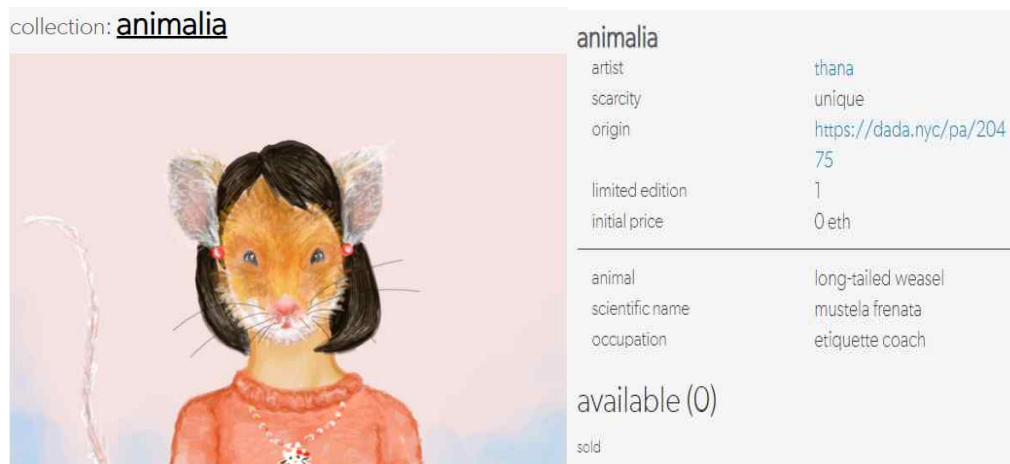 collection: animalia
animalia
artist thana
scarcity unique
origin https://dada.nyc/pa/204
75
limited edition 1
initial price 0 eth
animal long-tailed weasel
scientific name mustela frenata
occupation etiquette coach
available (0)
sold